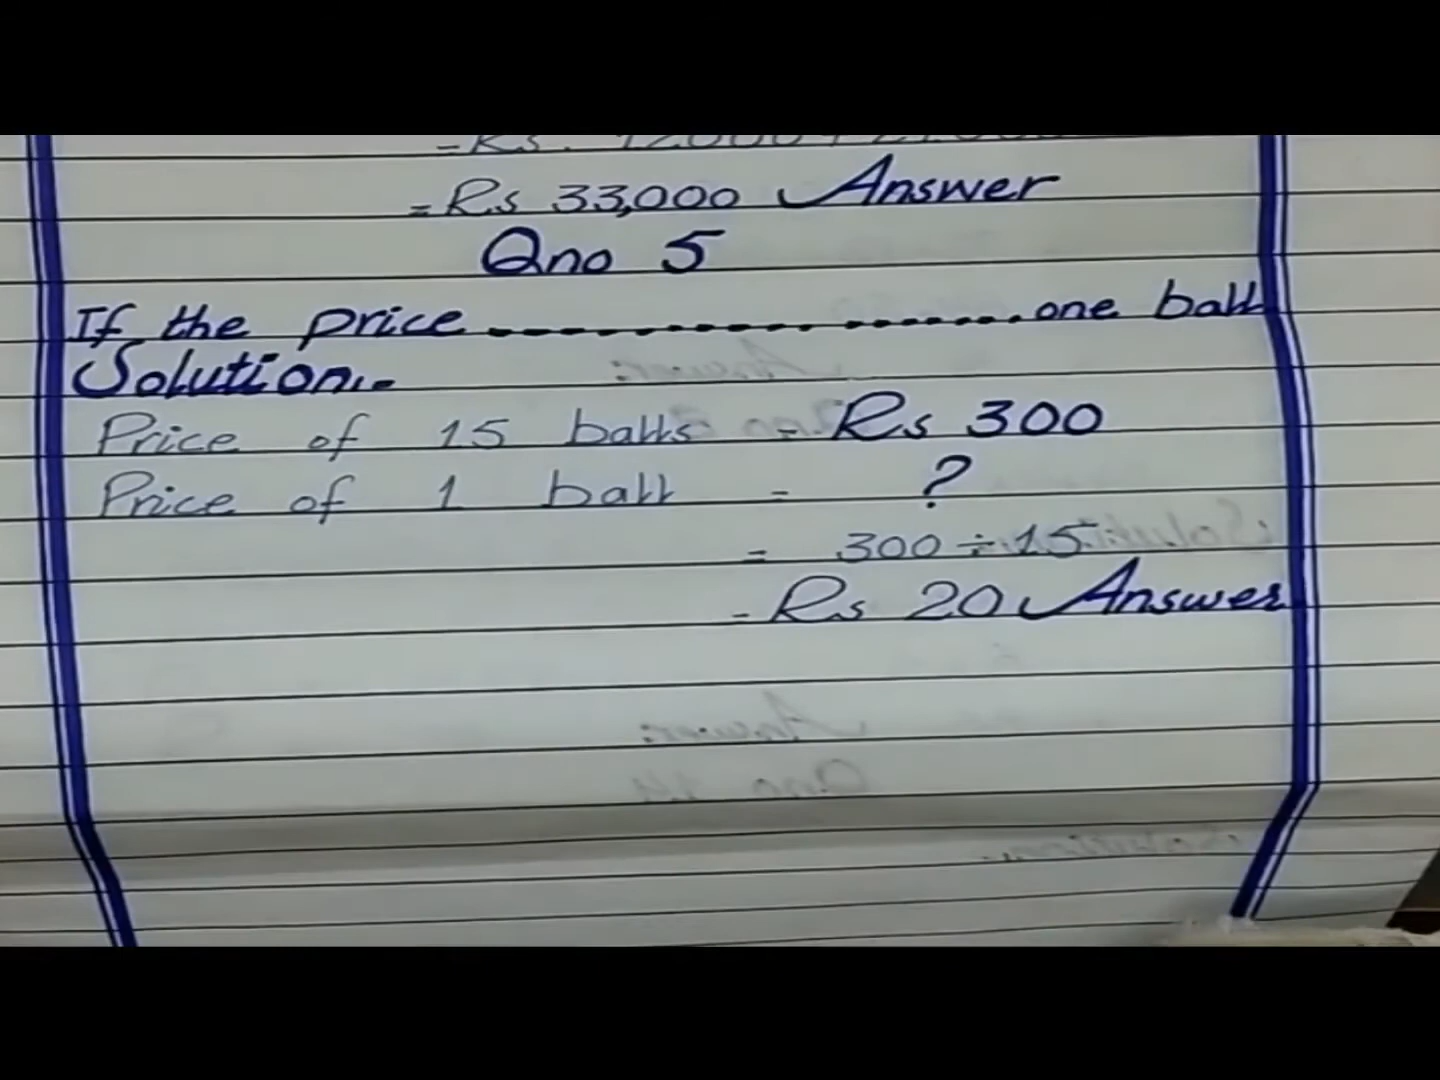 = Rs 33,000 Answer
Qno 5
If the price ........................ one ball
Solution:-
Price of 15 balls = Rs 300
Price of 1 ball = ?
= 300 ÷ 15
= Rs 20 Answer